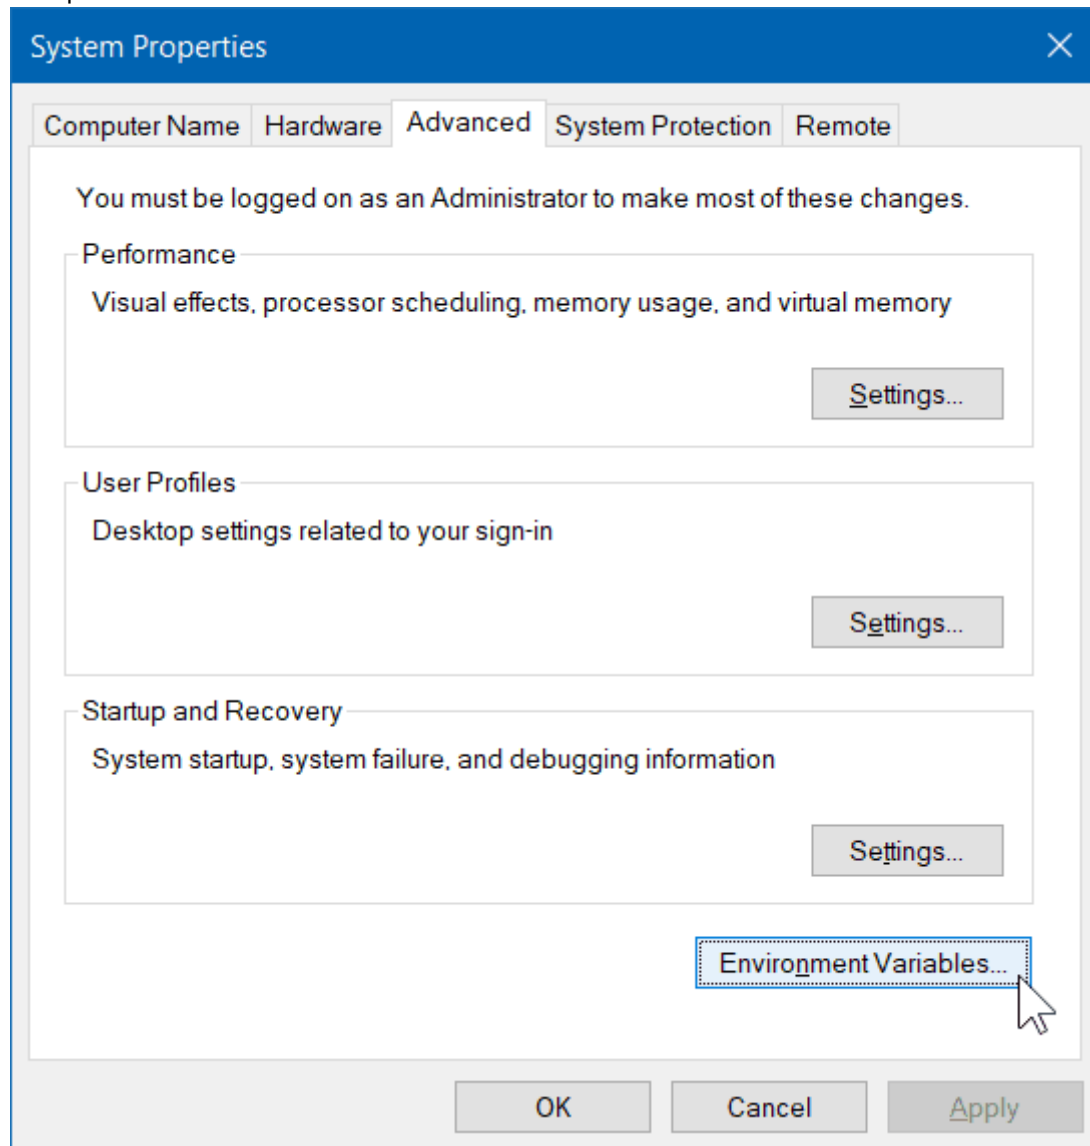 System Properties
Computer Name Hardware Advanced System Protection Remote
You must be logged on as an Administrator to make most of these changes.
Performance
Visual effects, processor scheduling, memory usage, and virtual memory
Settings...
User Profiles
Desktop settings related to your sign-in
Settings...
Startup and Recovery
System startup, system failure, and debugging information
Settings...
Environment Variables...
OK Cancel Apply